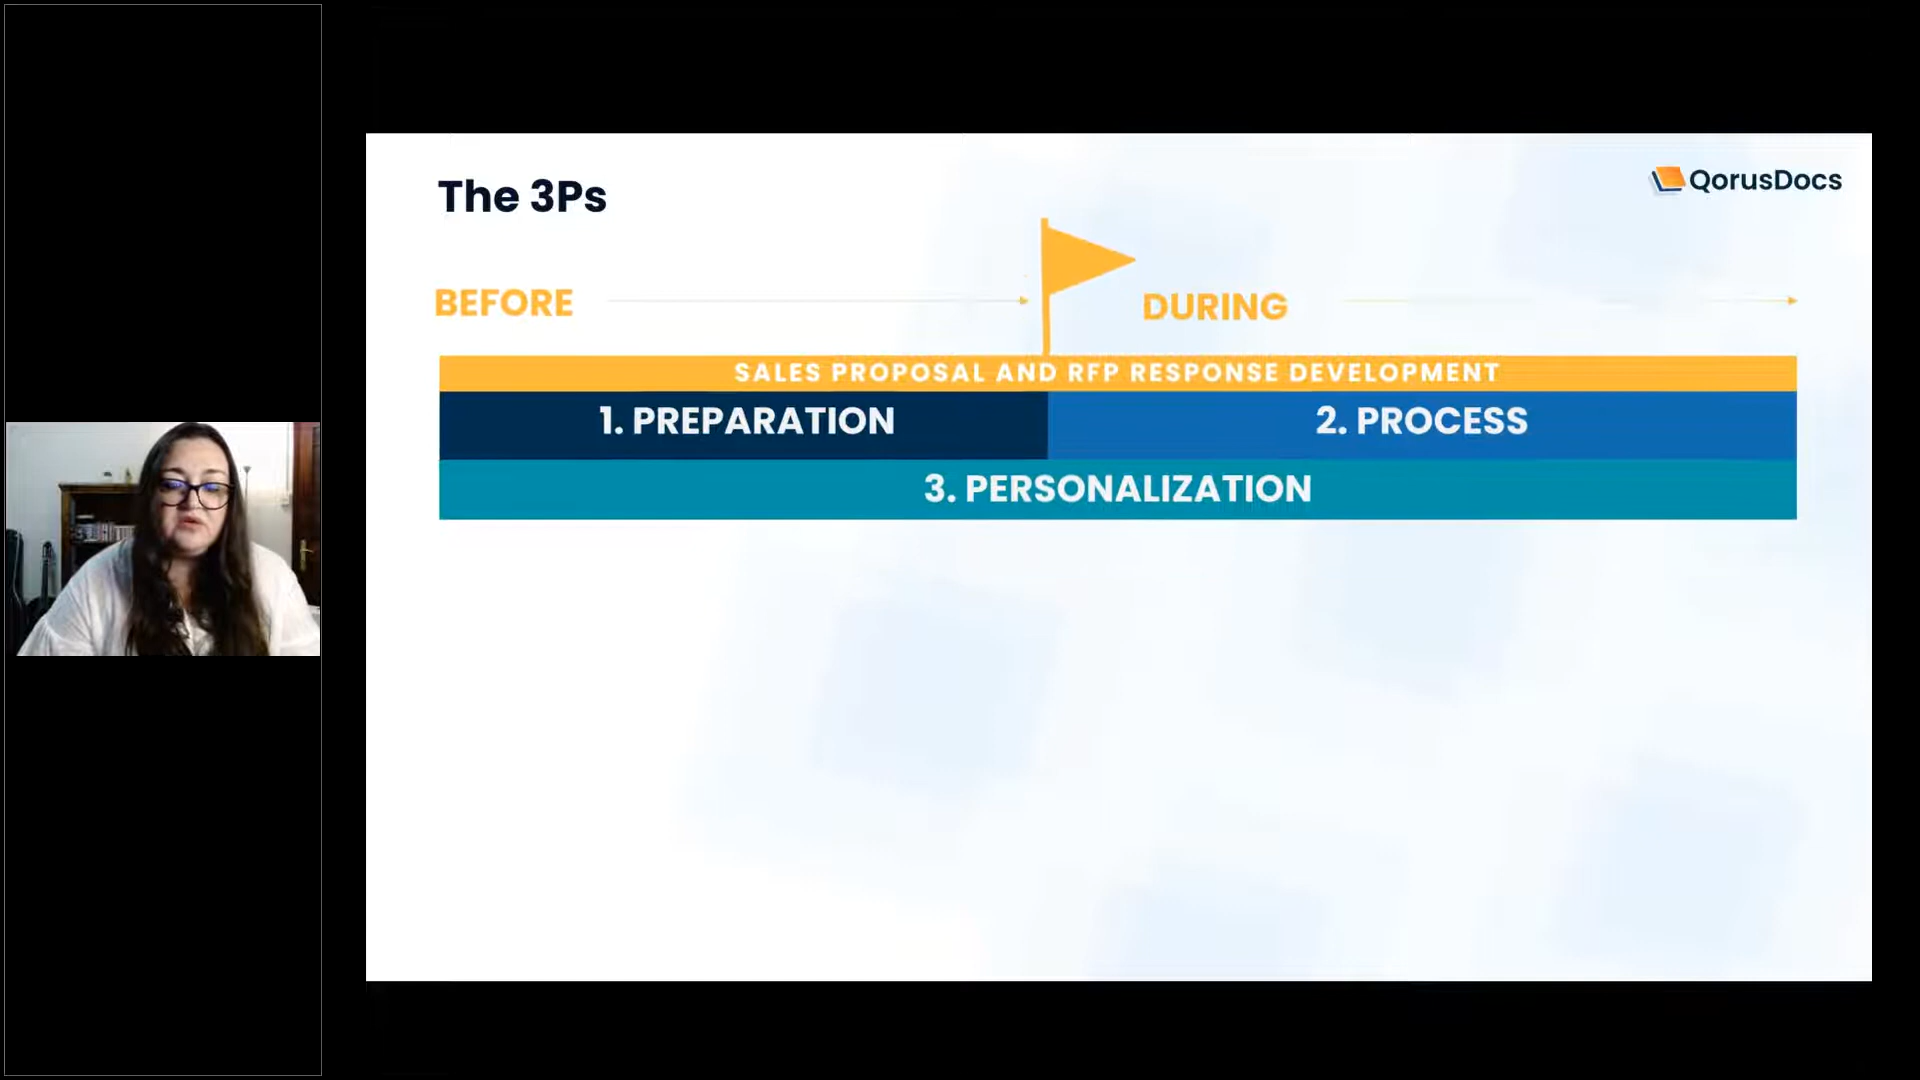 The 3Ps
QorusDocs
BEFORE
DURING
SALES PROPOSAL AND RFP RESPONSE DEVELOPMENT
1. PREPARATION
2. PROCESS
3. PERSONALIZATION